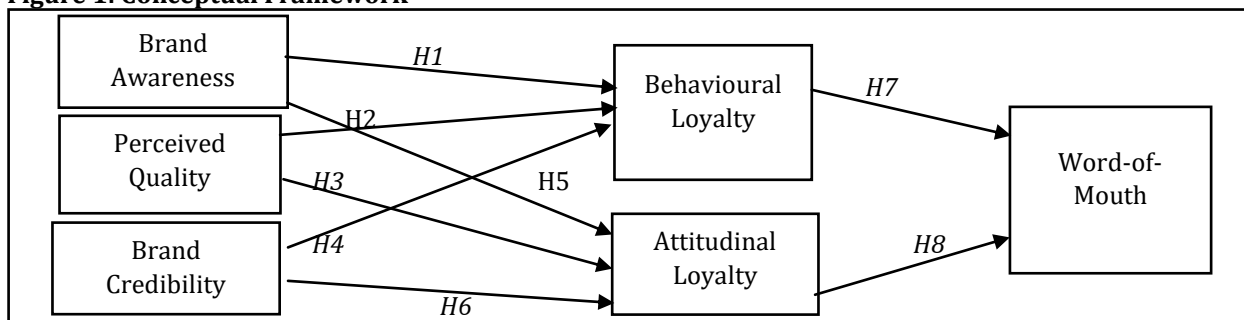 Figure 1: Conceptual Framework
Brand
Awareness
Perceived
Quality
Brand
Credibility
H1
H2
H3
H4
H5
H6
Behavioural
Loyalty
Attitudinal
Loyalty
H7
H8
Word-of-
Mouth